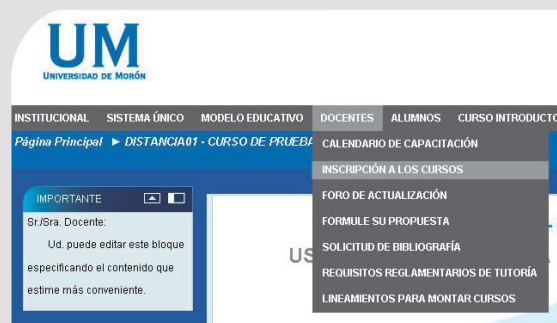 UM
UNIVERSIDAD DE MORÓN
INSTITUCIONAL SISTEMA ÚNICO MODELO EDUCATIVO DOCENTES ALUMNOS CURSO INTRODUCTO
Página Principal ► DISTANCIA01 - CURSO DE PRUEBA
CALENDARIO DE CAPACITACIÓN
INSCRIPCIÓN A LOS CURSOS
FORO DE ACTUALIZACIÓN
FORMULE SU PROPUESTA
SOLICITUD DE BIBLIOGRAFÍA
REQUISITOS REGLAMENTARIOS DE TUTORÍA
LINEAMIENTOS PARA MONTAR CURSOS
IMPORTANTE
Sr./Sra. Docente:
Ud. puede editar este bloque
especificando el contenido que
estime más conveniente.
US